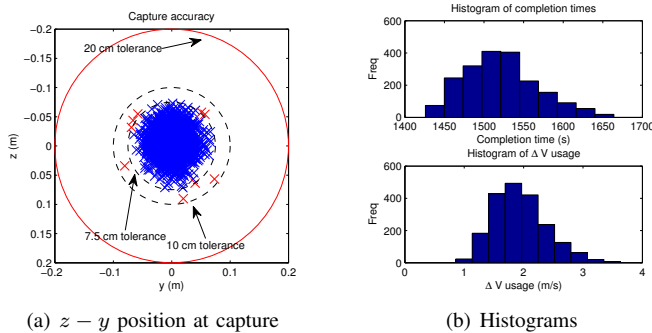 Capture accuracy
−0.2
−0.15
−0.1
−0.05
0
0.05
0.1
0.15
0.2
z (m)
20 cm tolerance
7.5 cm tolerance
10 cm tolerance
−0.2 −0.1 0 0.1 0.2
y (m)
(a) z − y position at capture
Histogram of completion times
600
400
200
0
Freq
1400 1450 1500 1550 1600 1650 1700
Completion time (s)
Histogram of Δ V usage
600
400
200
0
Freq
0 1 2 3 4
Δ V usage (m/s)
(b) Histograms